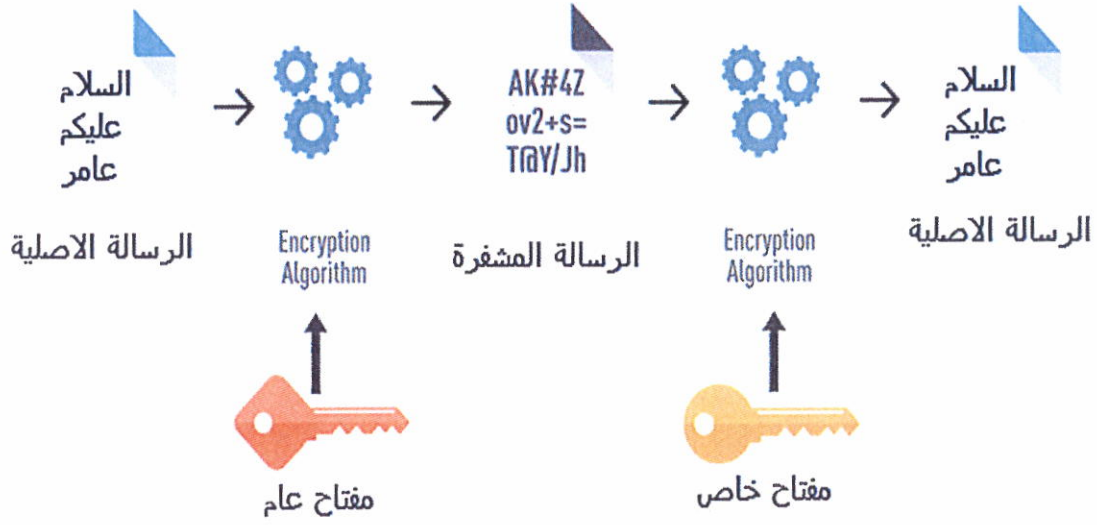 السلام
عليكم
عامر
الرسالة الاصلية
Encryption
Algorithm
مفتاح عام
AK#4Z
ov2+s=
T@Y/Jh
الرسالة المشفرة
Encryption
Algorithm
مفتاح خاص
السلام
عليكم
عامر
الرسالة الاصلية